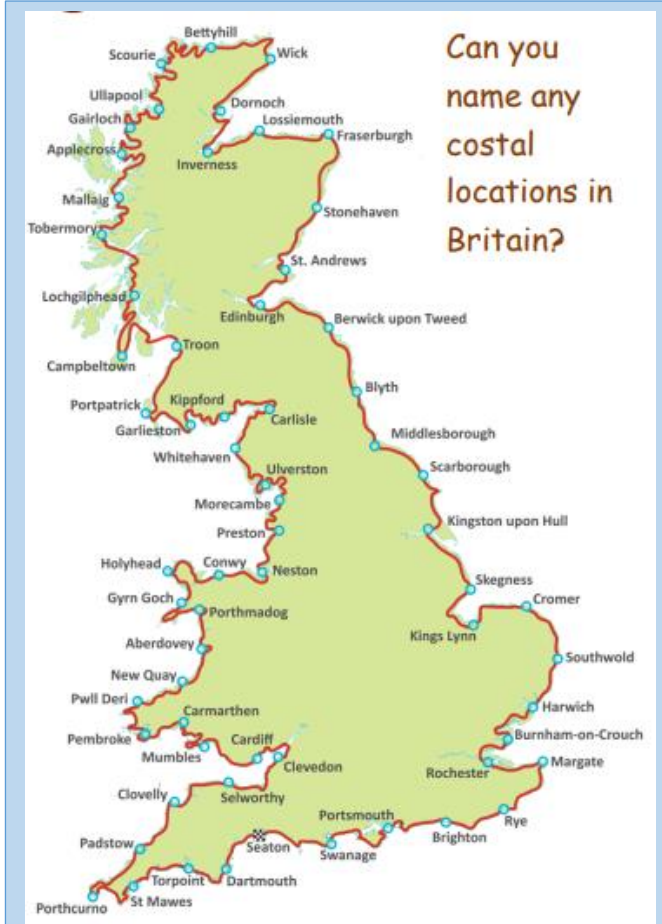 Can you
name any
costal
locations in
Britain?
Bettyhill
Scourie
Wick
Ullapool
Dornoch
Gairloch
Lossiemouth
Fraserburgh
Applecross
Inverness
Mallaig
Stonehaven
Tobermory
St. Andrews
Lochgilphead
Edinburgh
Berwick upon Tweed
Troon
Campbeltown
Blyth
Portpatrick
Kippford
Carlisle
Garlieston
Middlesborough
Whitehaven
Ulverston
Scarborough
Morecambe
Preston
Kingston upon Hull
Holyhead
Conwy
Neston
Skegness
Gyrn Goch
Cromer
Porthmadog
Kings Lynn
Aberdovey
Southwold
New Quay
Pwll Deri
Carmarthen
Harwich
Pembroke
Burnham-on-Crouch
Mumbles
Cardiff
Clevedon
Rochester
Margate
Clovelly
Selworthy
Portsmouth
Rye
Padstow
Seaton
Brighton
Swanage
Torpoint
Dartmouth
St Mawes
Porthcurno